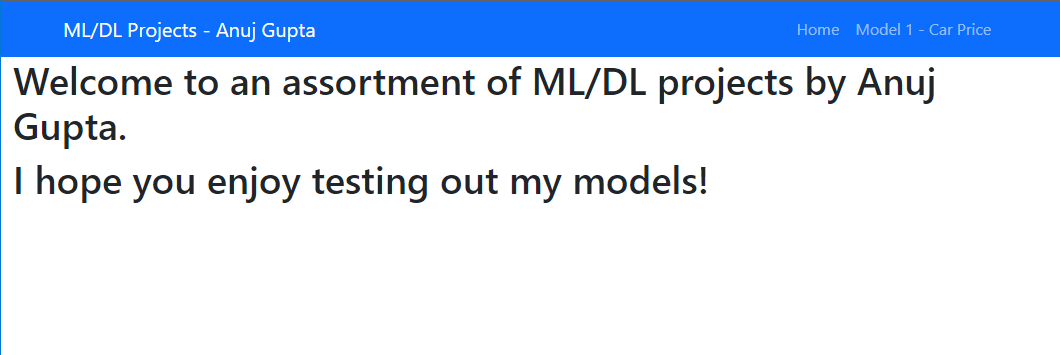 ML/DL Projects - Anuj Gupta
Home Model 1 - Car Price
Welcome to an assortment of ML/DL projects by Anuj
Gupta.
I hope you enjoy testing out my models!